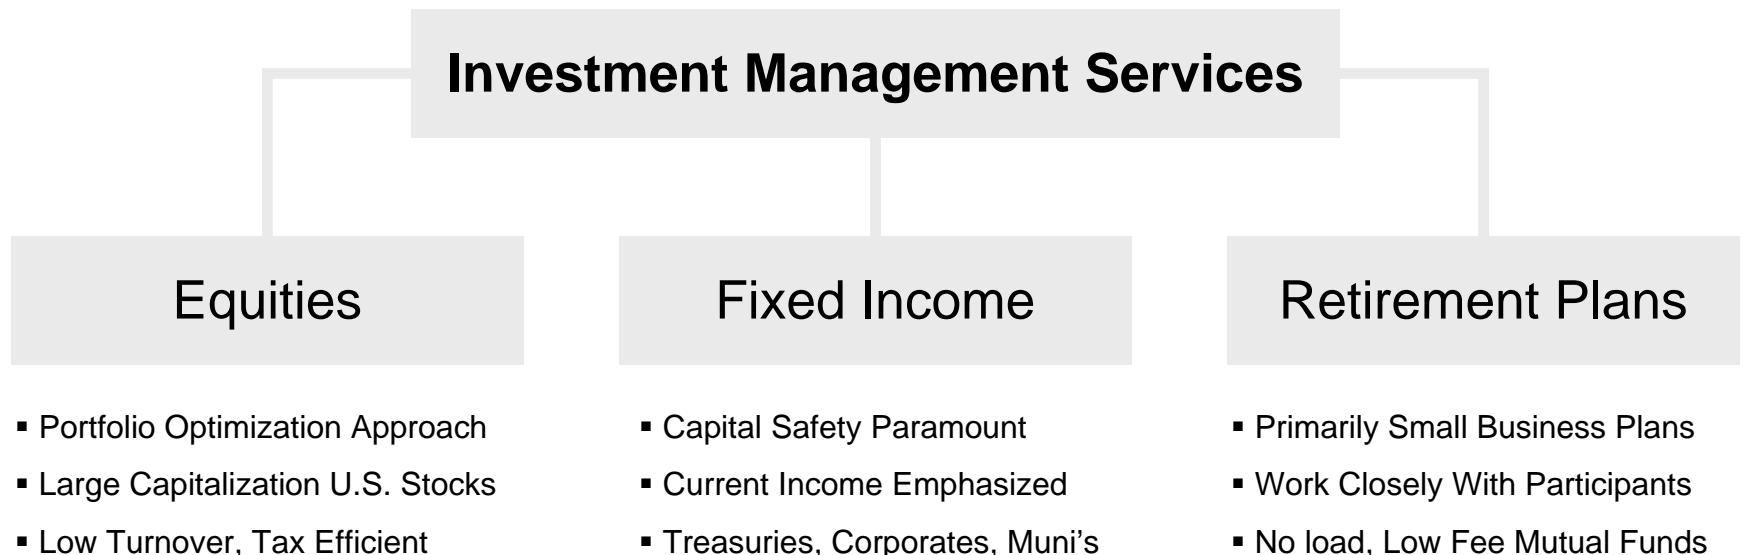 Investment Management Services
Equities
Fixed Income
Retirement Plans
▪ Portfolio Optimization Approach
▪ Large Capitalization U.S. Stocks
▪ Low Turnover, Tax Efficient
▪ Capital Safety Paramount
▪ Current Income Emphasized
▪ Treasuries, Corporates, Muni's
▪ Primarily Small Business Plans
▪ Work Closely With Participants
▪ No load, Low Fee Mutual Funds